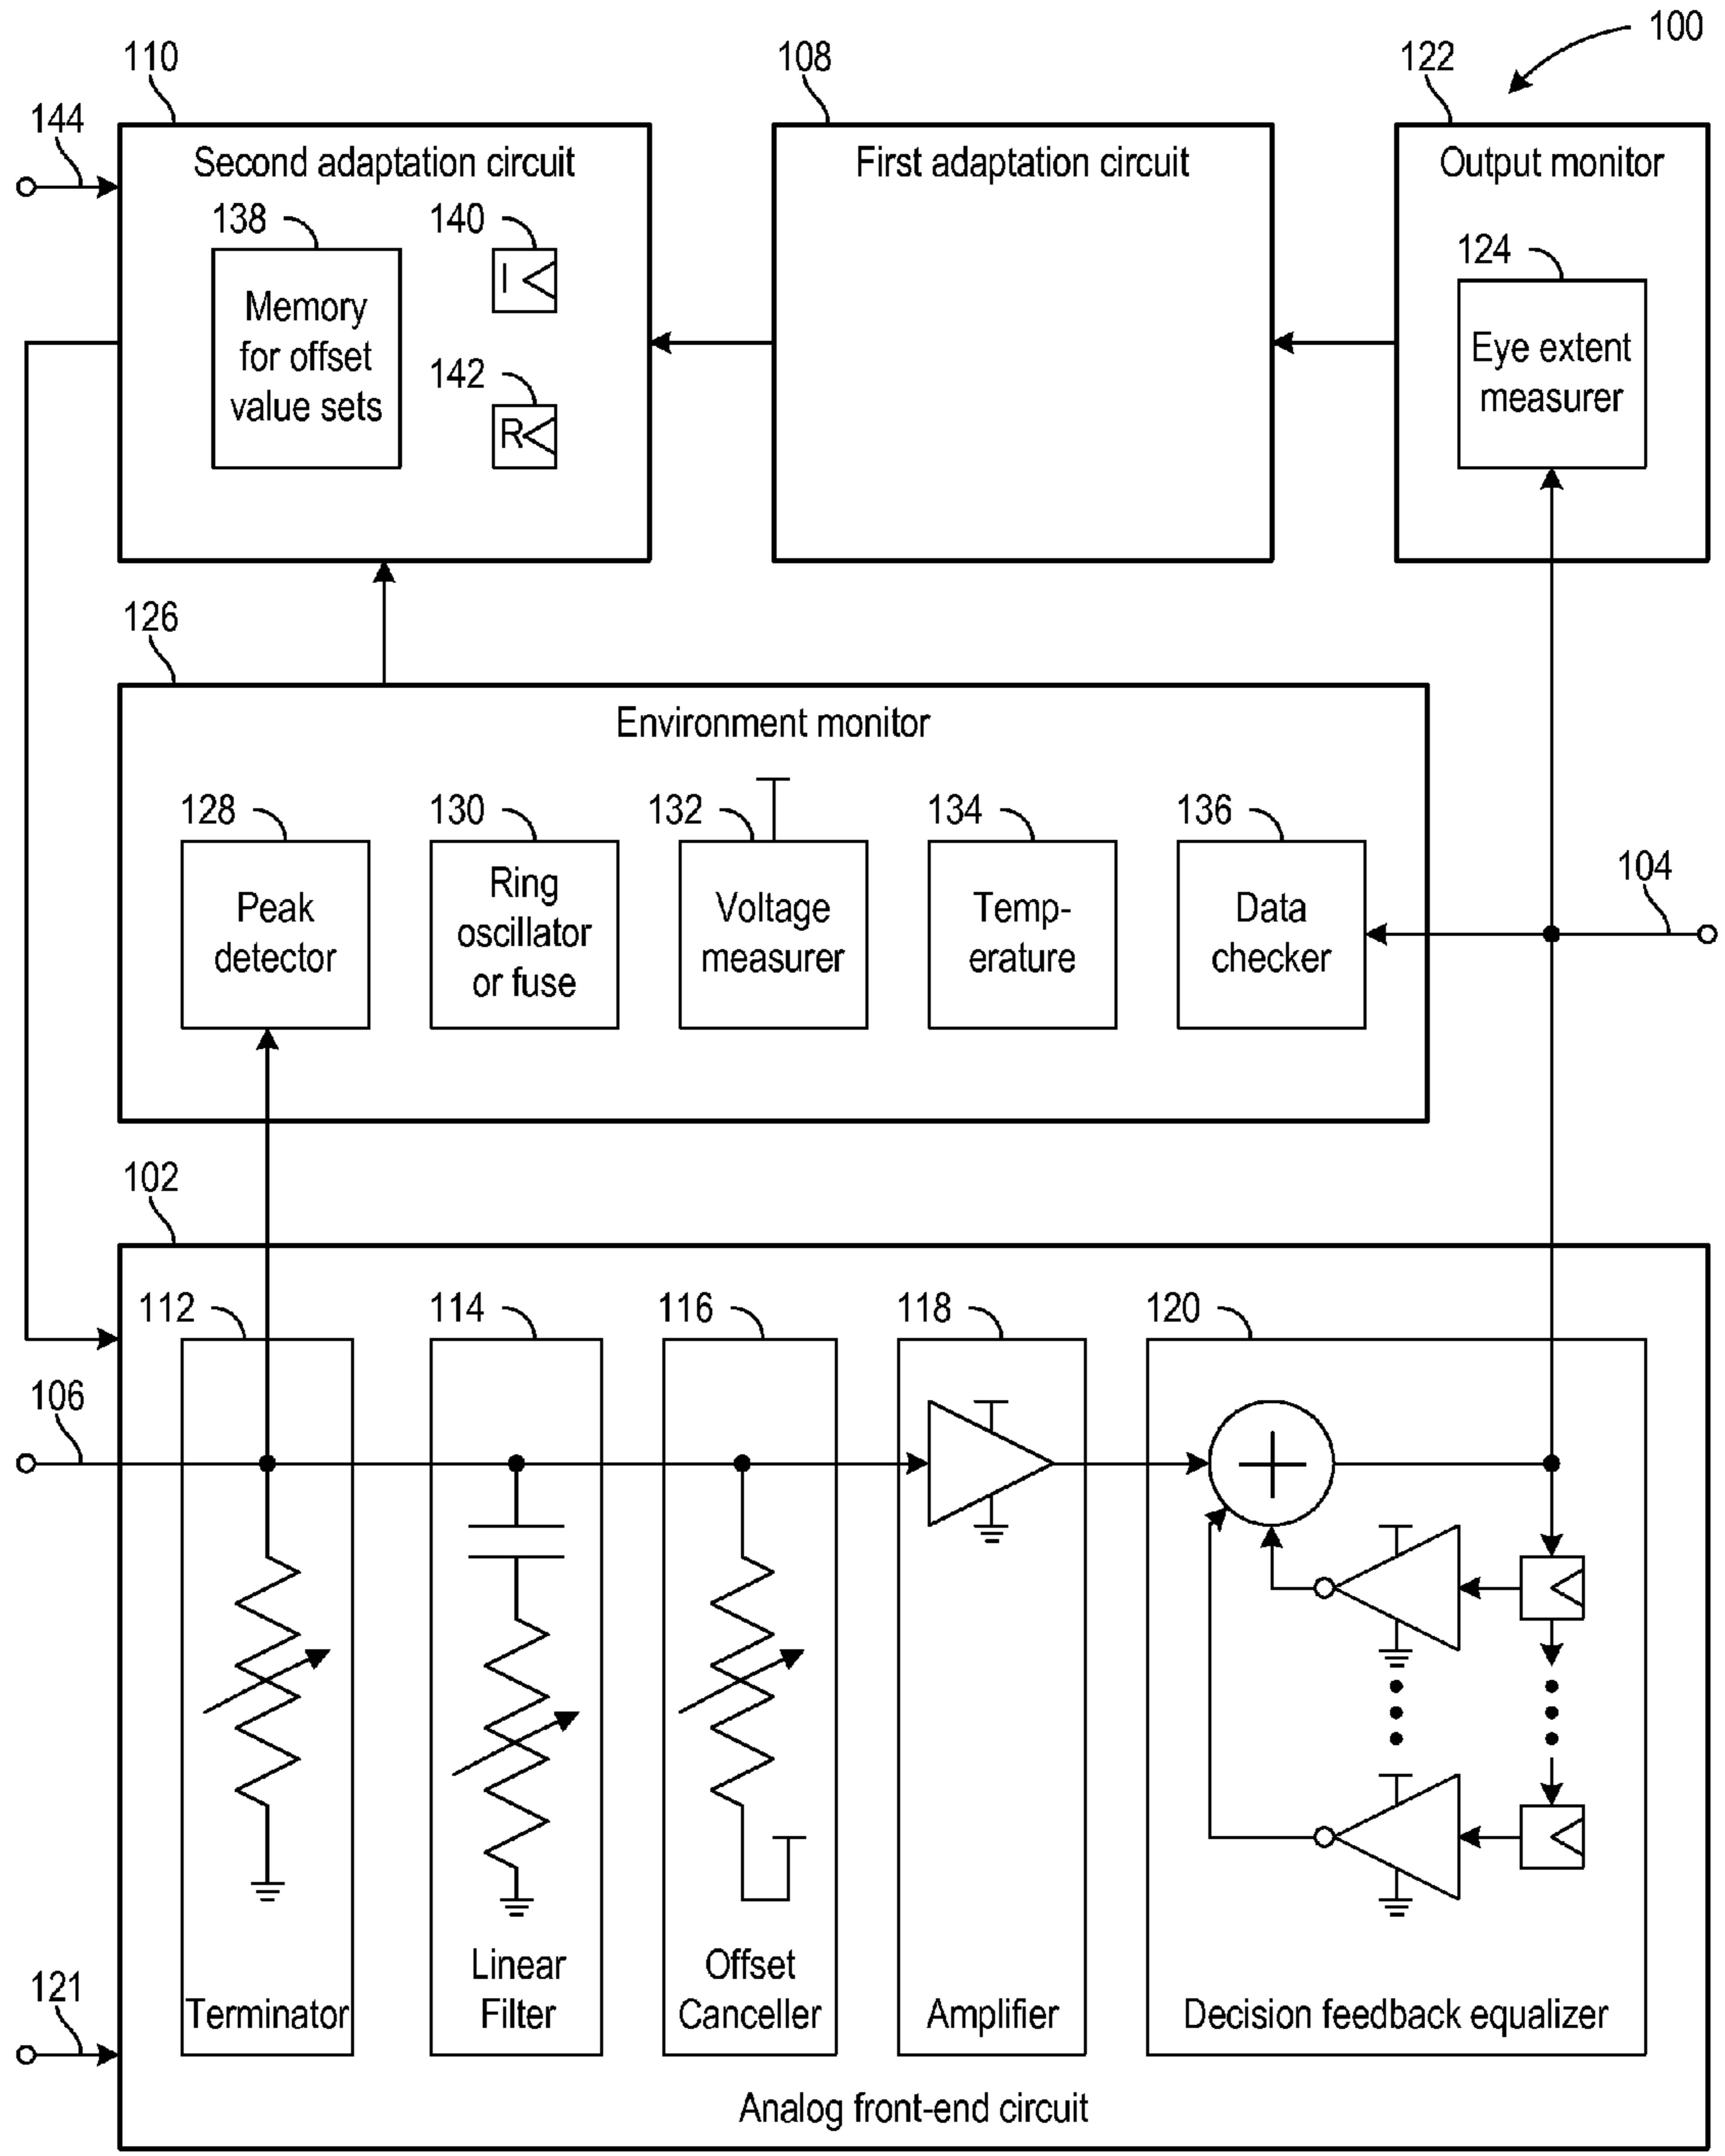 100
110
108
122
144
Second adaptation circuit
First adaptation circuit
Output monitor
138
140
124
Memory
for offset
value sets
I
Eye extent
measurer
142
R
126
Environment monitor
128
130
132
134
136
Peak
detector
Ring
oscillator
or fuse
Voltage
measurer
Temp-
erature
Data
checker
104
102
112
114
116
118
120
106
121
Terminator
Linear
Filter
Offset
Canceller
Amplifier
Decision feedback equalizer
Analog front-end circuit